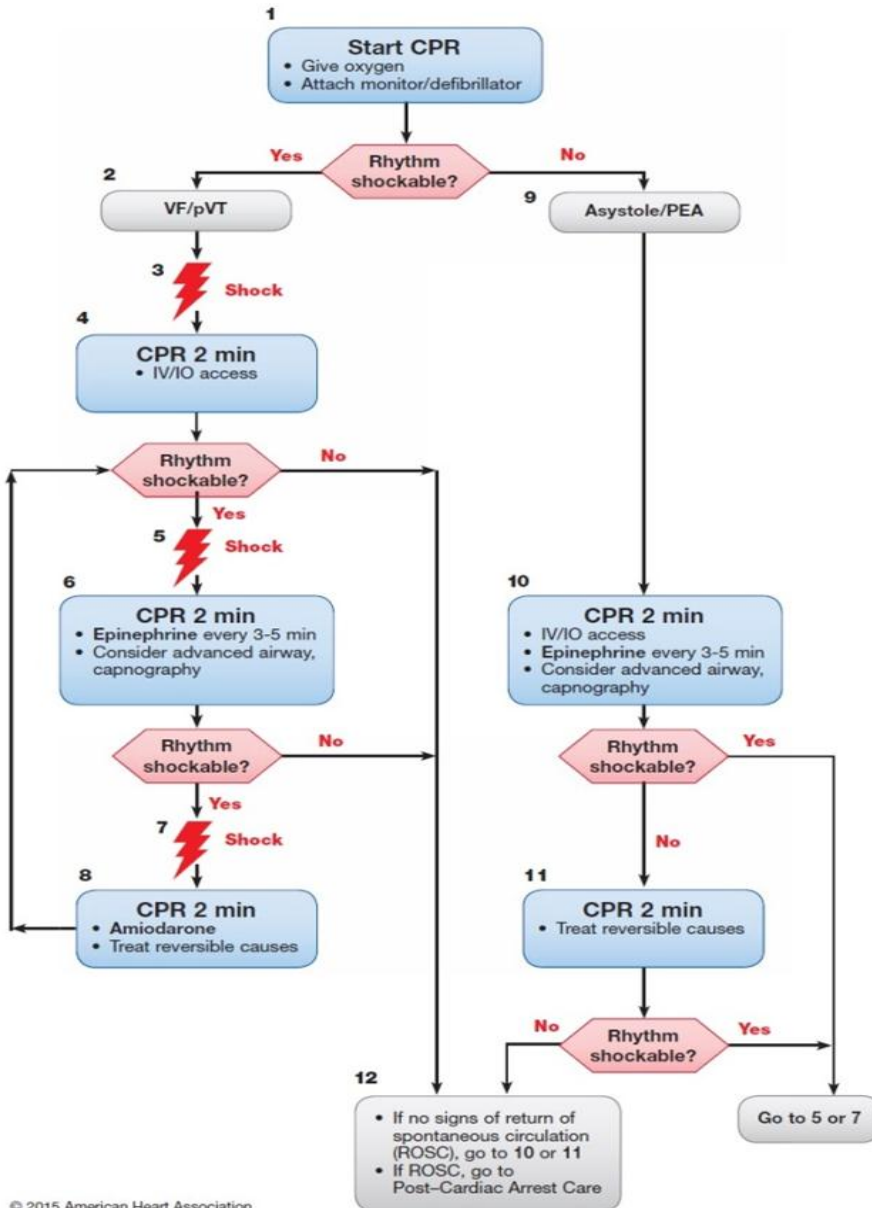 1
Start CPR
• Give oxygen
• Attach monitor/defibrillator
Yes
Rhythm
shockable?
No
2
VF/pVT
9
Asystole/PEA
3
Shock
4
CPR 2 min
• IV/IO access
Rhythm
shockable?
No
Yes
5
Shock
6
CPR 2 min
• Epinephrine every 3-5 min
• Consider advanced airway,
capnography
Rhythm
shockable?
No
Yes
7
Shock
8
CPR 2 min
• Amiodarone
• Treat reversible causes
10
CPR 2 min
• IV/IO access
• Epinephrine every 3-5 min
• Consider advanced airway,
capnography
Rhythm
shockable?
Yes
No
11
CPR 2 min
• Treat reversible causes
No
Rhythm
shockable?
Yes
12
• If no signs of return of
spontaneous circulation
(ROSC), go to 10 or 11
• If ROSC, go to
Post–Cardiac Arrest Care
Go to 5 or 7
© 2015 American Heart Association